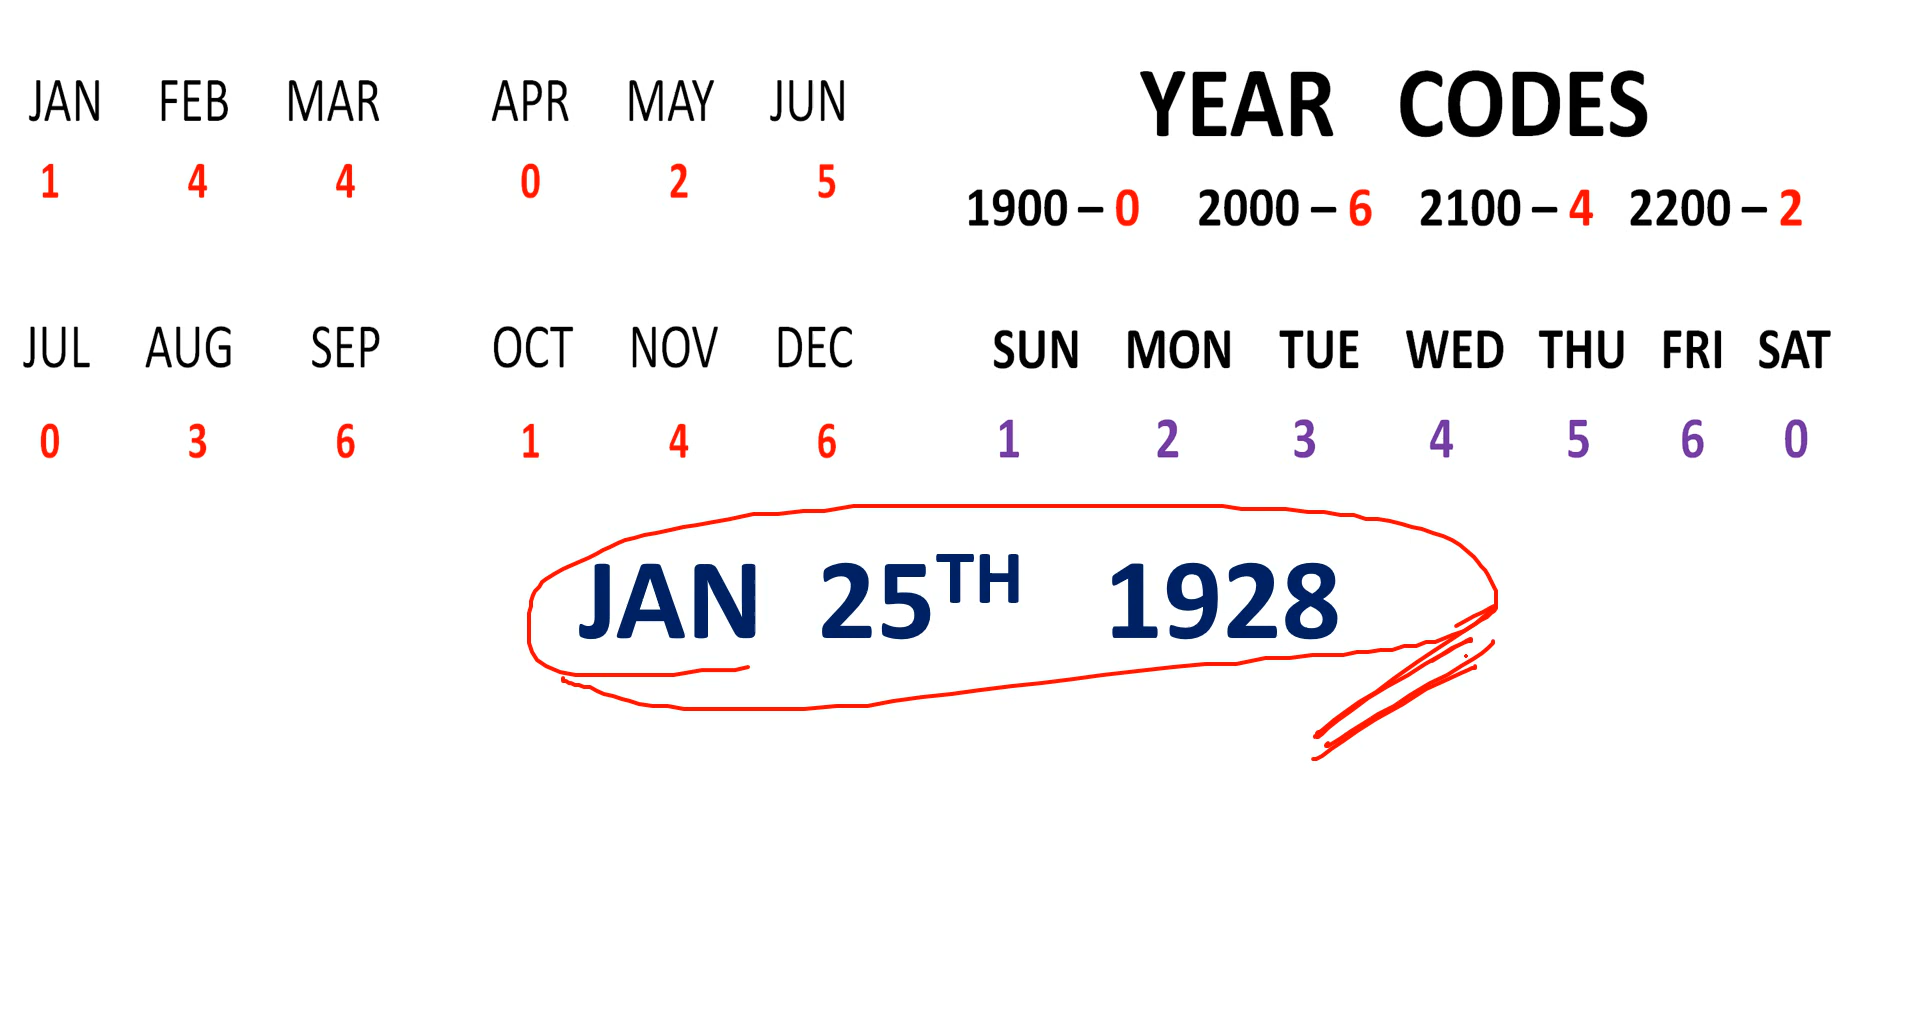 JAN FEB MAR APR MAY JUN
1 4 4 0 2 5
YEAR CODES
1900 – 0 2000 – 6 2100 – 4 2200 – 2
JUL AUG SEP OCT NOV DEC
0 3 6 1 4 6
SUN MON TUE WED THU FRI SAT
1 2 3 4 5 6 0
JAN 25TH 1928